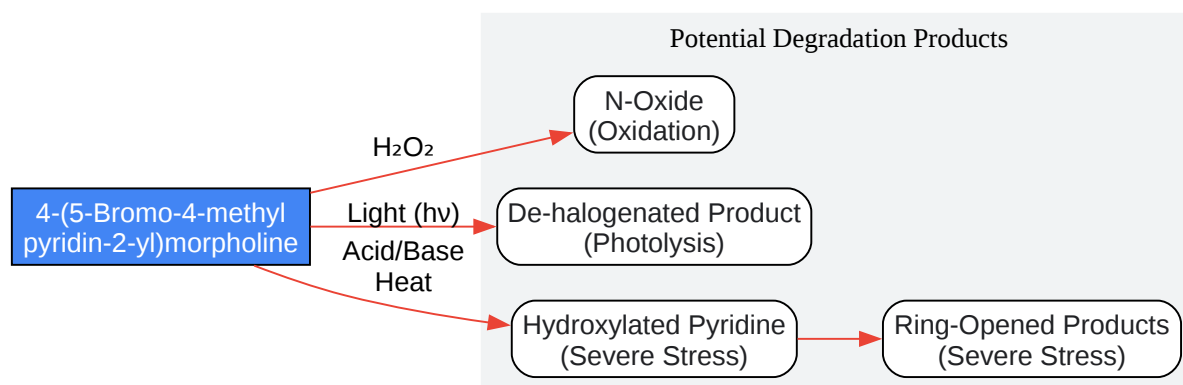 Potential Degradation Products
N-Oxide
(Oxidation)
H₂O₂
4-(5-Bromo-4-methyl
pyridin-2-yl)morpholine
Light (hν)
De-halogenated Product
(Photolysis)
Acid/Base
Heat
Hydroxylated Pyridine
(Severe Stress)
Ring-Opened Products
(Severe Stress)